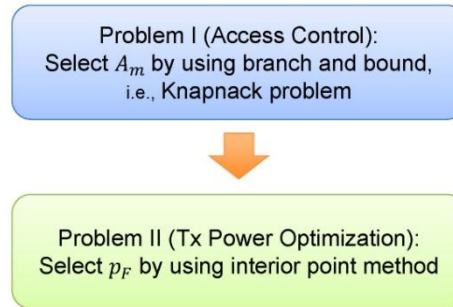 Problem I (Access Control):
Select Aₘ by using branch and bound,
i.e., Knapnack problem
Problem II (Tx Power Optimization):
Select p_F by using interior point method